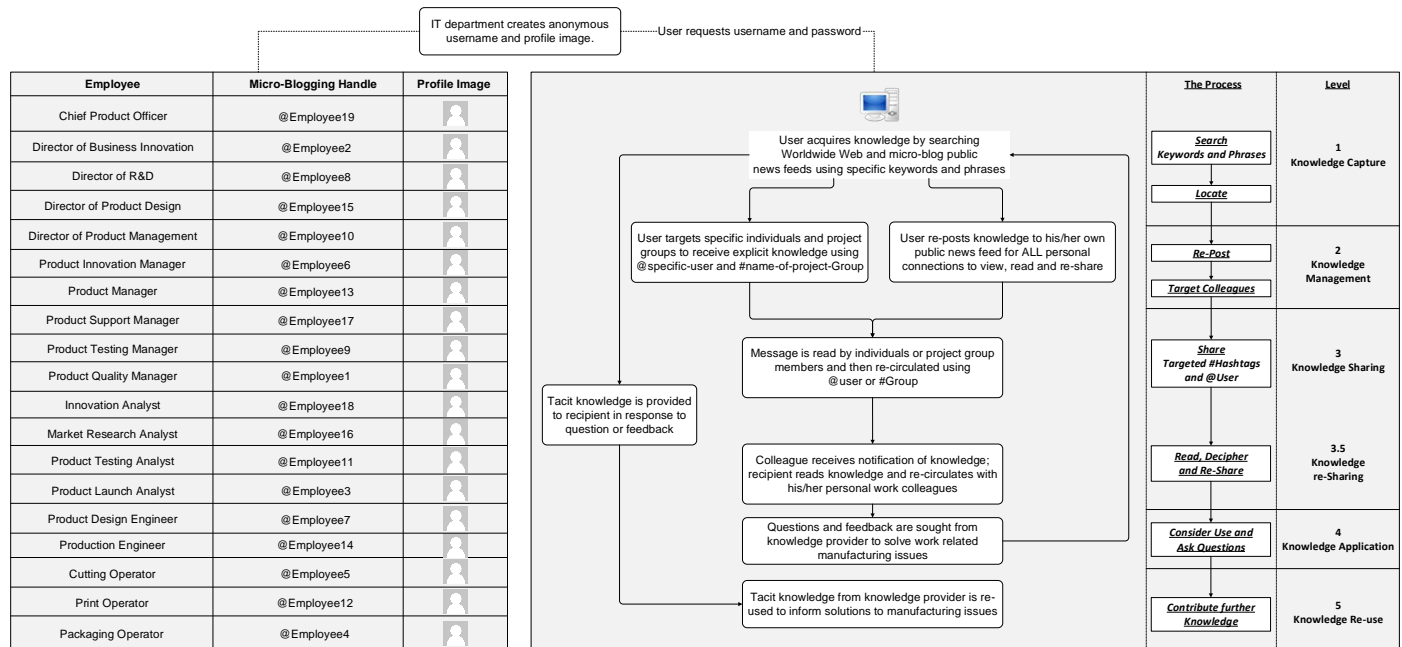 IT department creates anonymous
username and profile image.
User requests username and password
Employee Micro-Blogging Handle Profile Image
Chief Product Officer @Employee19
Director of Business Innovation @Employee2
Director of R&D @Employee8
Director of Product Design @Employee15
Director of Product Management @Employee10
Product Innovation Manager @Employee6
Product Manager @Employee13
Product Support Manager @Employee17
Product Testing Manager @Employee9
Product Quality Manager @Employee1
Innovation Analyst @Employee18
Market Research Analyst @Employee16
Product Testing Analyst @Employee11
Product Launch Analyst @Employee3
Product Design Engineer @Employee7
Production Engineer @Employee14
Cutting Operator @Employee5
Print Operator @Employee12
Packaging Operator @Employee4
User acquires knowledge by searching
Worldwide Web and micro-blog public
news feeds using specific keywords and phrases
User targets specific individuals and project
groups to receive explicit knowledge using
@specific-user and #name-of-project-Group
User re-posts knowledge to his/her own
public news feed for ALL personal
connections to view, read and re-share
Message is read by individuals or project group
members and then re-circulated using
@user or #Group
Tacit knowledge is provided
to recipient in response to
question or feedback
Colleague receives notification of knowledge;
recipient reads knowledge and re-circulates with
his/her personal work colleagues
Questions and feedback are sought from
knowledge provider to solve work related
manufacturing issues
Tacit knowledge from knowledge provider is re-
used to inform solutions to manufacturing issues
The Process
Search
Keywords and Phrases
Locate
Re-Post
Target Colleagues
Share
Targeted #Hashtags
and @User
Read, Decipher
and Re-Share
Consider Use and
Ask Questions
Contribute further
Knowledge
Level
1
Knowledge Capture
2
Knowledge
Management
3
Knowledge Sharing
3.5
Knowledge
re-Sharing
4
Knowledge Application
5
Knowledge Re-use